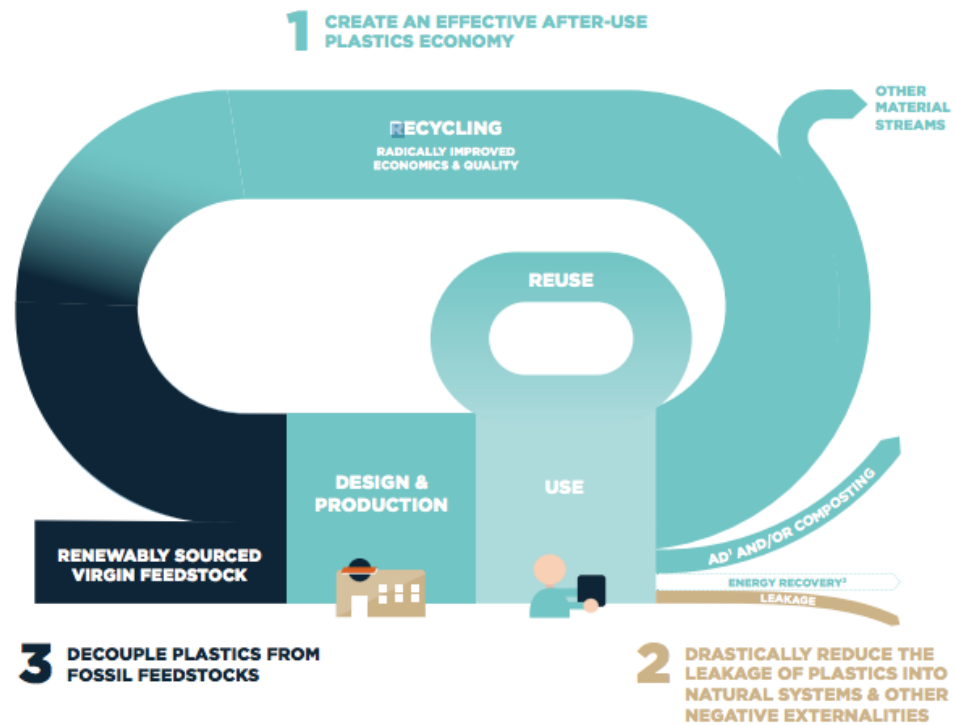 1 CREATE AN EFFECTIVE AFTER-USE
PLASTICS ECONOMY
OTHER
MATERIAL
STREAMS
RECYCLING
RADICALLY IMPROVED
ECONOMICS & QUALITY
REUSE
DESIGN &
PRODUCTION
USE
RENEWABLY SOURCED
VIRGIN FEEDSTOCK
AD¹ AND/OR COMPOSTING
ENERGY RECOVERY²
LEAKAGE
3 DECOUPLE PLASTICS FROM
FOSSIL FEEDSTOCKS
2 DRASTICALLY REDUCE THE
LEAKAGE OF PLASTICS INTO
NATURAL SYSTEMS & OTHER
NEGATIVE EXTERNALITIES